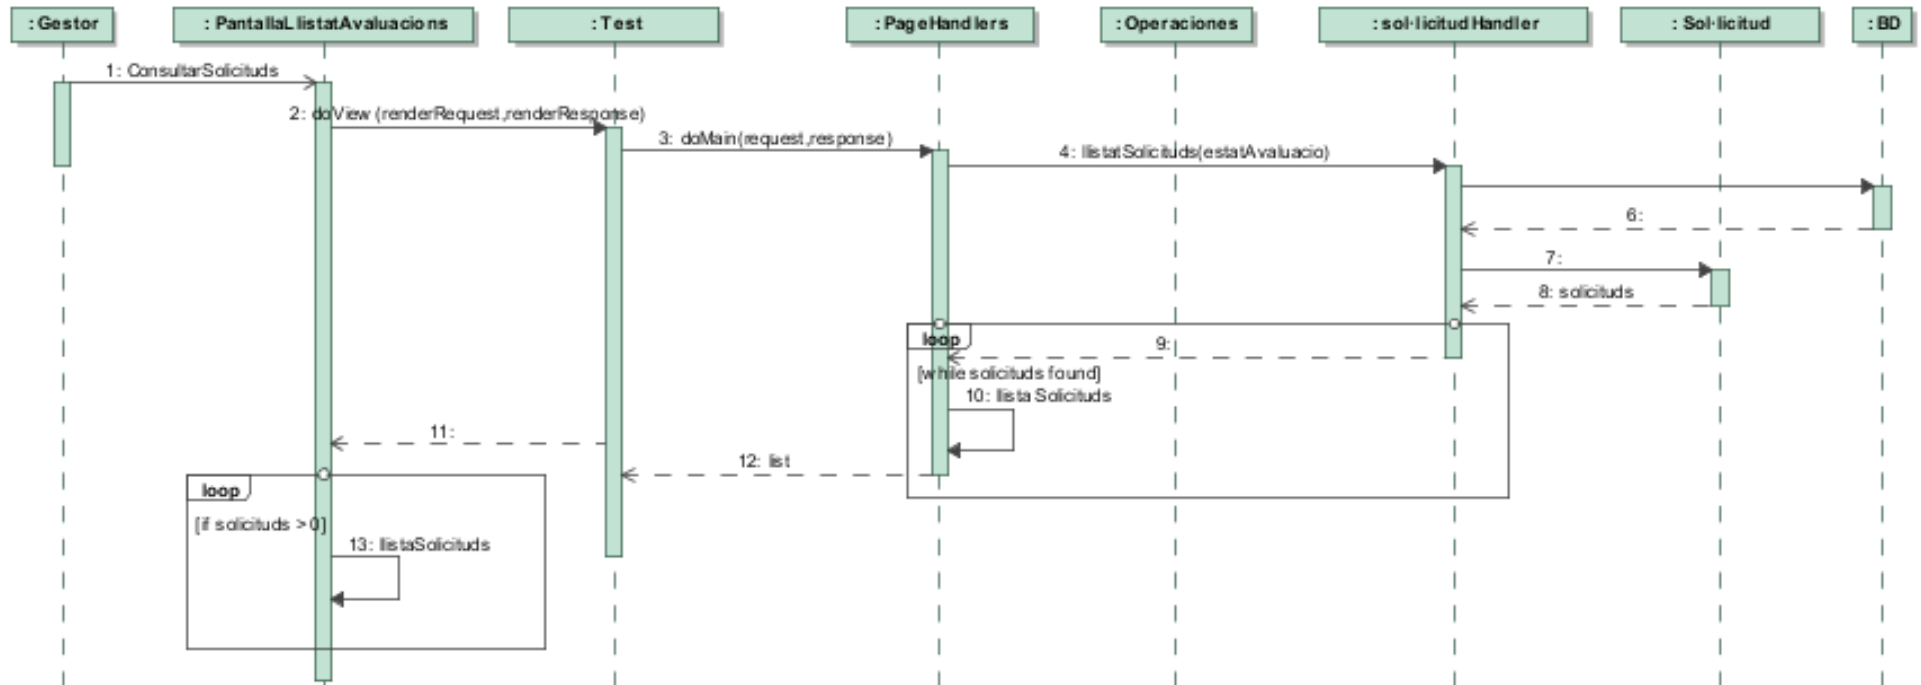 : Gestor
: PantallaLlistatAvaluacions
: Test
: PageHandlers
: Operaciones
: sol·licitudHandler
: Sol·licitud
: BD
1: ConsultarSolicituds
2: doView (renderRequest,renderResponse)
3: doMain(request,response)
4: llistatSolicituds(estatAvaluacio)
6:
7:
8: solicituds
loop
9:
[while solicituds found]
10: llista Solicituds
11:
12: list
loop
[if solicituds > 0]
13: llistaSolicituds